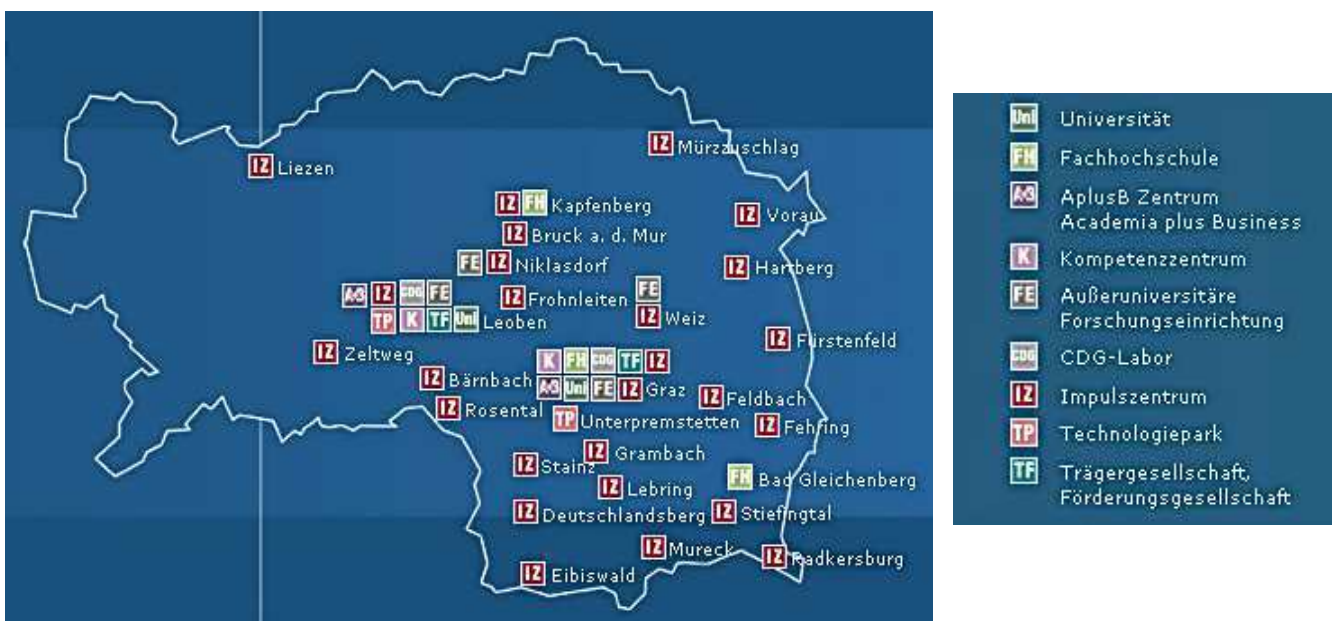 IZ Mürzzuschlag
IZ Liezen
IZ FH Kapfenberg
IZ Vorau
IZ Bruck a. d. Mur
FE IZ Niklasdorf
IZ Hartberg
A+B IZ CDG FE
TP K TF Uni Leoben
IZ Frohnleiten
FE
IZ Weiz
IZ Fürstenfeld
IZ Zeltweg
K FH CDG TF IZ
A+B Uni FE IZ Graz
IZ Bärnbach
IZ Rosental
IZ Feldbach
TP Unterpremstetten
IZ Fehring
IZ Grambach
IZ Stainz
FH Bad Gleichenberg
IZ Lebring
IZ Deutschlandsberg
IZ Stiefingtal
IZ Mureck
IZ Radkersburg
IZ Eibiswald
Uni Universität
FH Fachhochschule
A+B AplusB Zentrum
Academia plus Business
K Kompetenzzentrum
FE Außeruniversitäre
Forschungseinrichtung
CDG CDG-Labor
IZ Impulszentrum
TP Technologiepark
TF Trägergesellschaft,
Förderungsgesellschaft